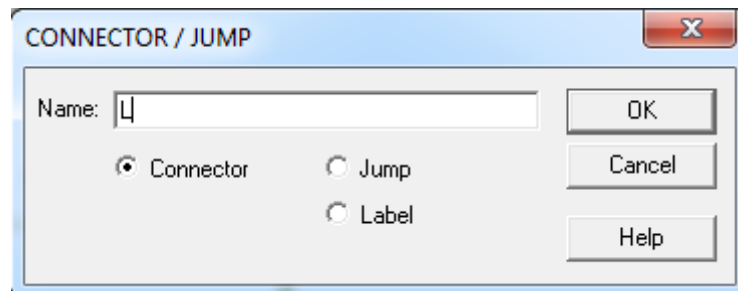 CONNECTOR / JUMP
Name: L
OK
Connector
Jump
Cancel
Label
Help